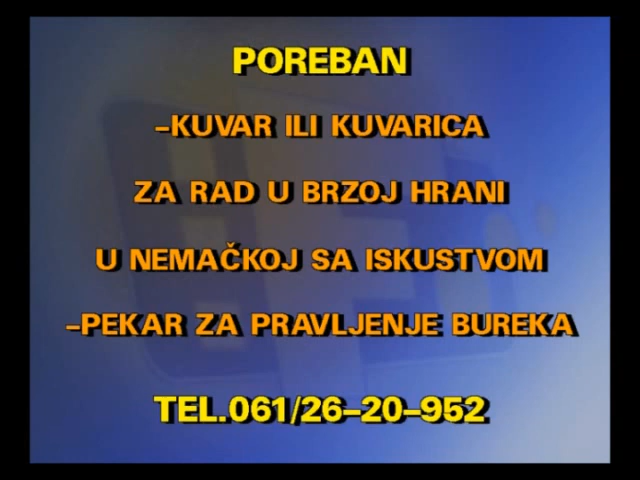 POREBAN
-KUVAR ILI KUVARICA
ZA RAD U BRZOJ HRANI
U NEMAČKOJ SA ISKUSTVOM
-PEKAR ZA PRAVLJENJE BUREKA
TEL.061/26-20-952